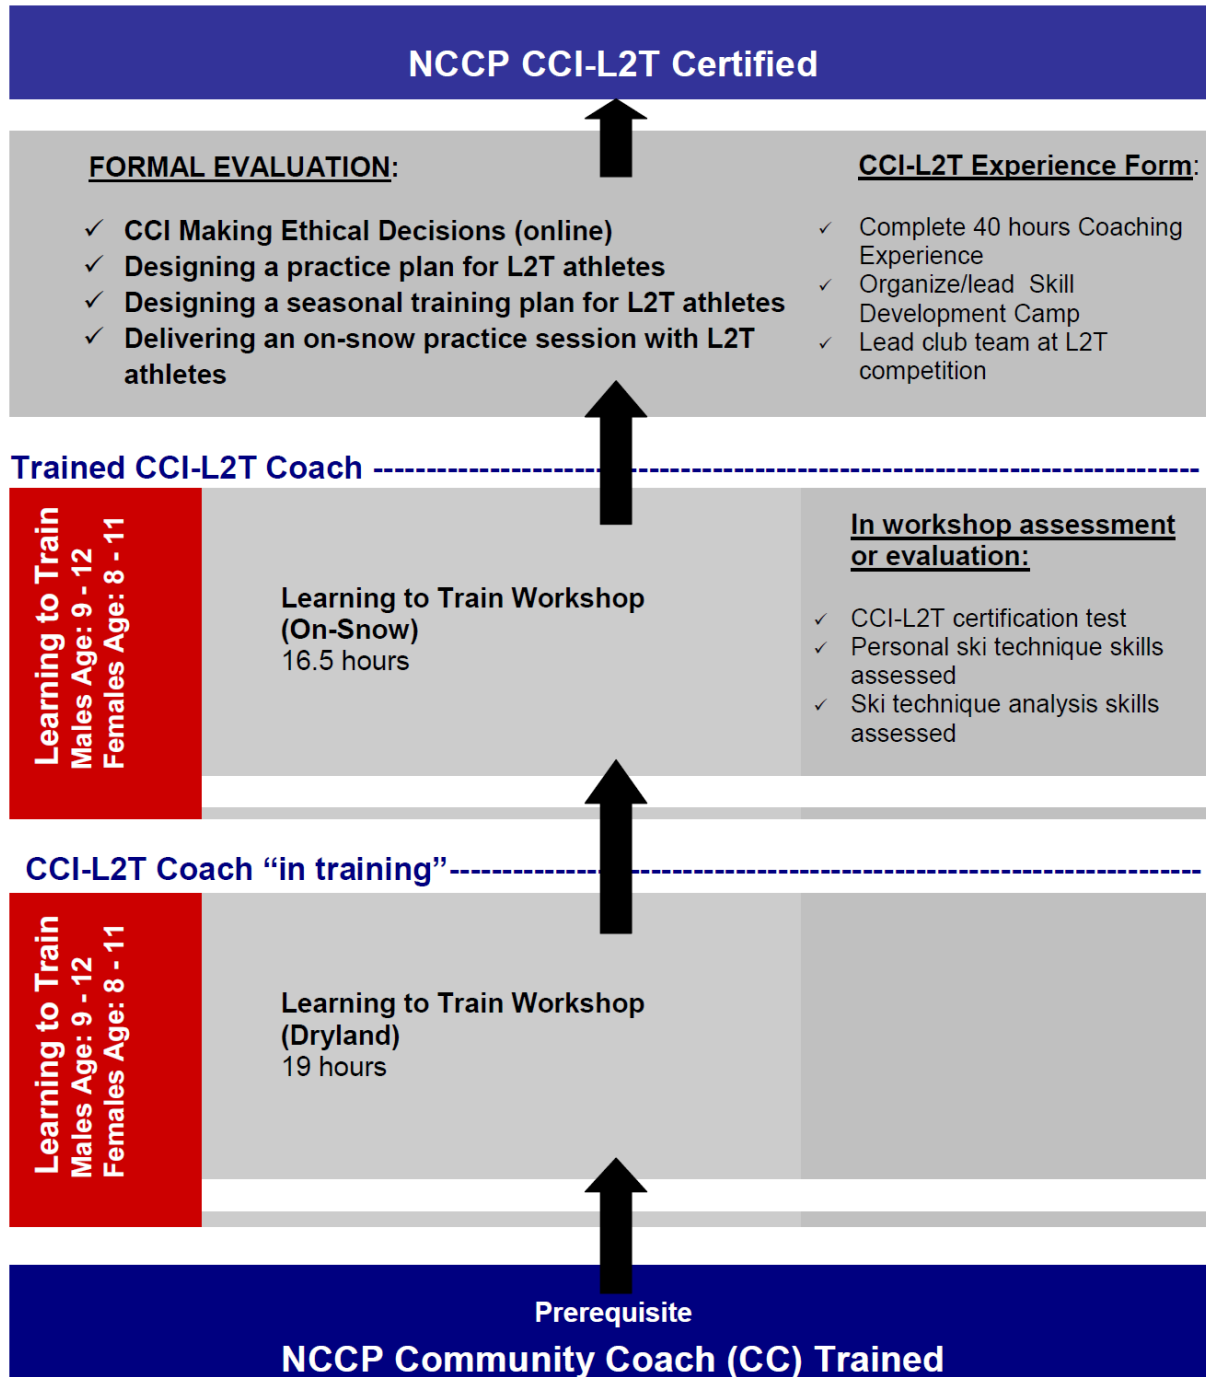 NCCP CCI-L2T Certified
FORMAL EVALUATION:
✓ CCI Making Ethical Decisions (online)
✓ Designing a practice plan for L2T athletes
✓ Designing a seasonal training plan for L2T athletes
✓ Delivering an on-snow practice session with L2T
athletes
CCI-L2T Experience Form:
✓ Complete 40 hours Coaching
Experience
✓ Organize/lead Skill
Development Camp
✓ Lead club team at L2T
competition
Trained CCI-L2T Coach
Learning to Train
Males Age: 9 - 12
Females Age: 8 - 11
Learning to Train Workshop
(On-Snow)
16.5 hours
In workshop assessment
or evaluation:
✓ CCI-L2T certification test
✓ Personal ski technique skills
assessed
✓ Ski technique analysis skills
assessed
CCI-L2T Coach “in training”
Learning to Train
Males Age: 9 - 12
Females Age: 8 - 11
Learning to Train Workshop
(Dryland)
19 hours
Prerequisite
NCCP Community Coach (CC) Trained